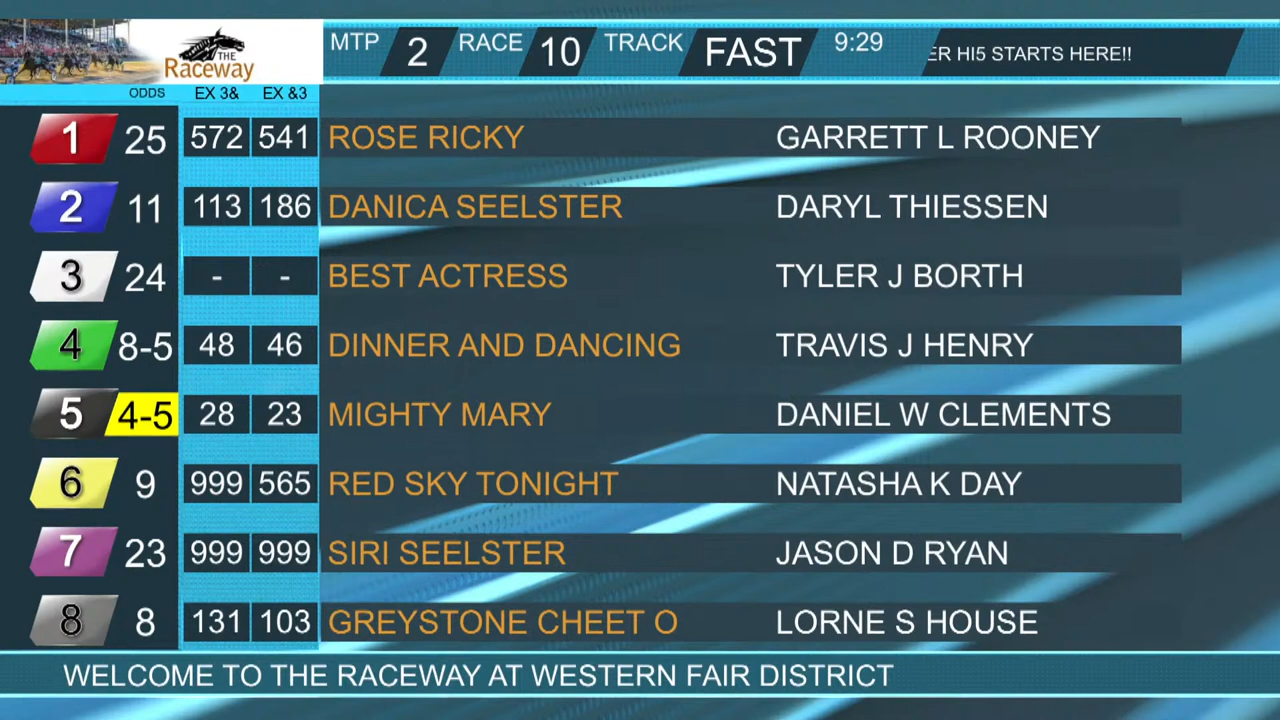 THE
Raceway
MTP 2 RACE 10 TRACK FAST 9:29 ER HI5 STARTS HERE!!
ODDS EX 3& EX &3
1 25 572 541 ROSE RICKY GARRETT L ROONEY
2 11 113 186 DANICA SEELSTER DARYL THIESSEN
3 24 - - BEST ACTRESS TYLER J BORTH
4 8-5 48 46 DINNER AND DANCING TRAVIS J HENRY
5 4-5 28 23 MIGHTY MARY DANIEL W CLEMENTS
6 9 999 565 RED SKY TONIGHT NATASHA K DAY
7 23 999 999 SIRI SEELSTER JASON D RYAN
8 8 131 103 GREYSTONE CHEET O LORNE S HOUSE
WELCOME TO THE RACEWAY AT WESTERN FAIR DISTRICT